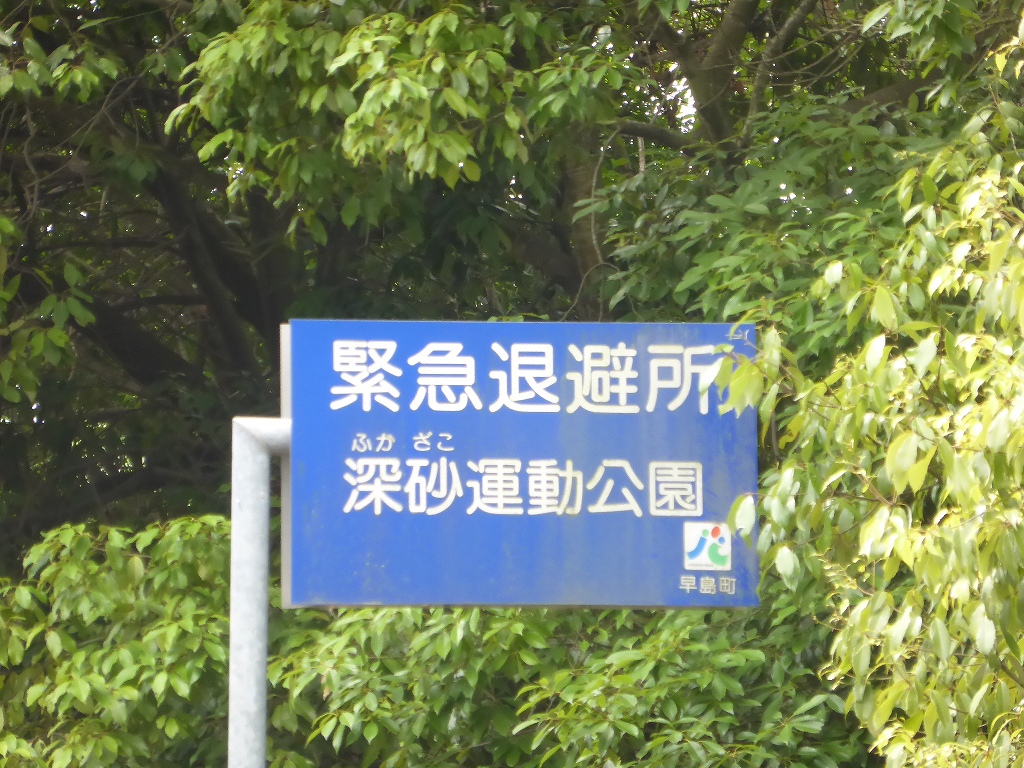 緊急退避所
ふか ざこ
深砂運動公園
早島町